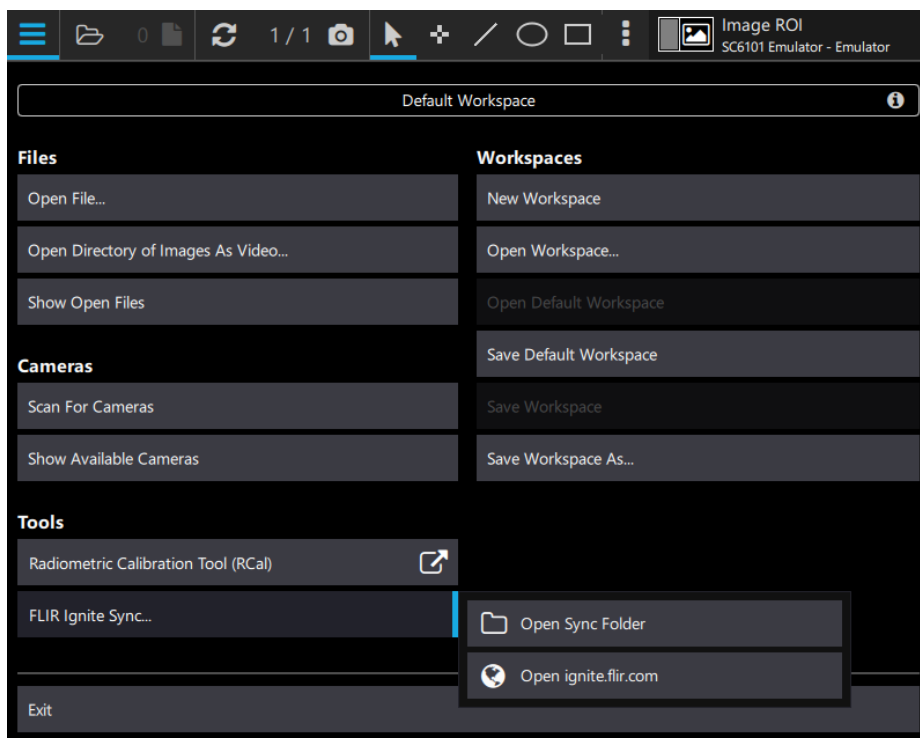 0
1 / 1
Image ROI
SC6101 Emulator - Emulator
Default Workspace
Files
Open File...
Open Directory of Images As Video...
Show Open Files
Cameras
Scan For Cameras
Show Available Cameras
Tools
Radiometric Calibration Tool (RCal)
FLIR Ignite Sync...
Workspaces
New Workspace
Open Workspace...
Open Default Workspace
Save Default Workspace
Save Workspace
Save Workspace As...
Open Sync Folder
Open ignite.flir.com
Exit